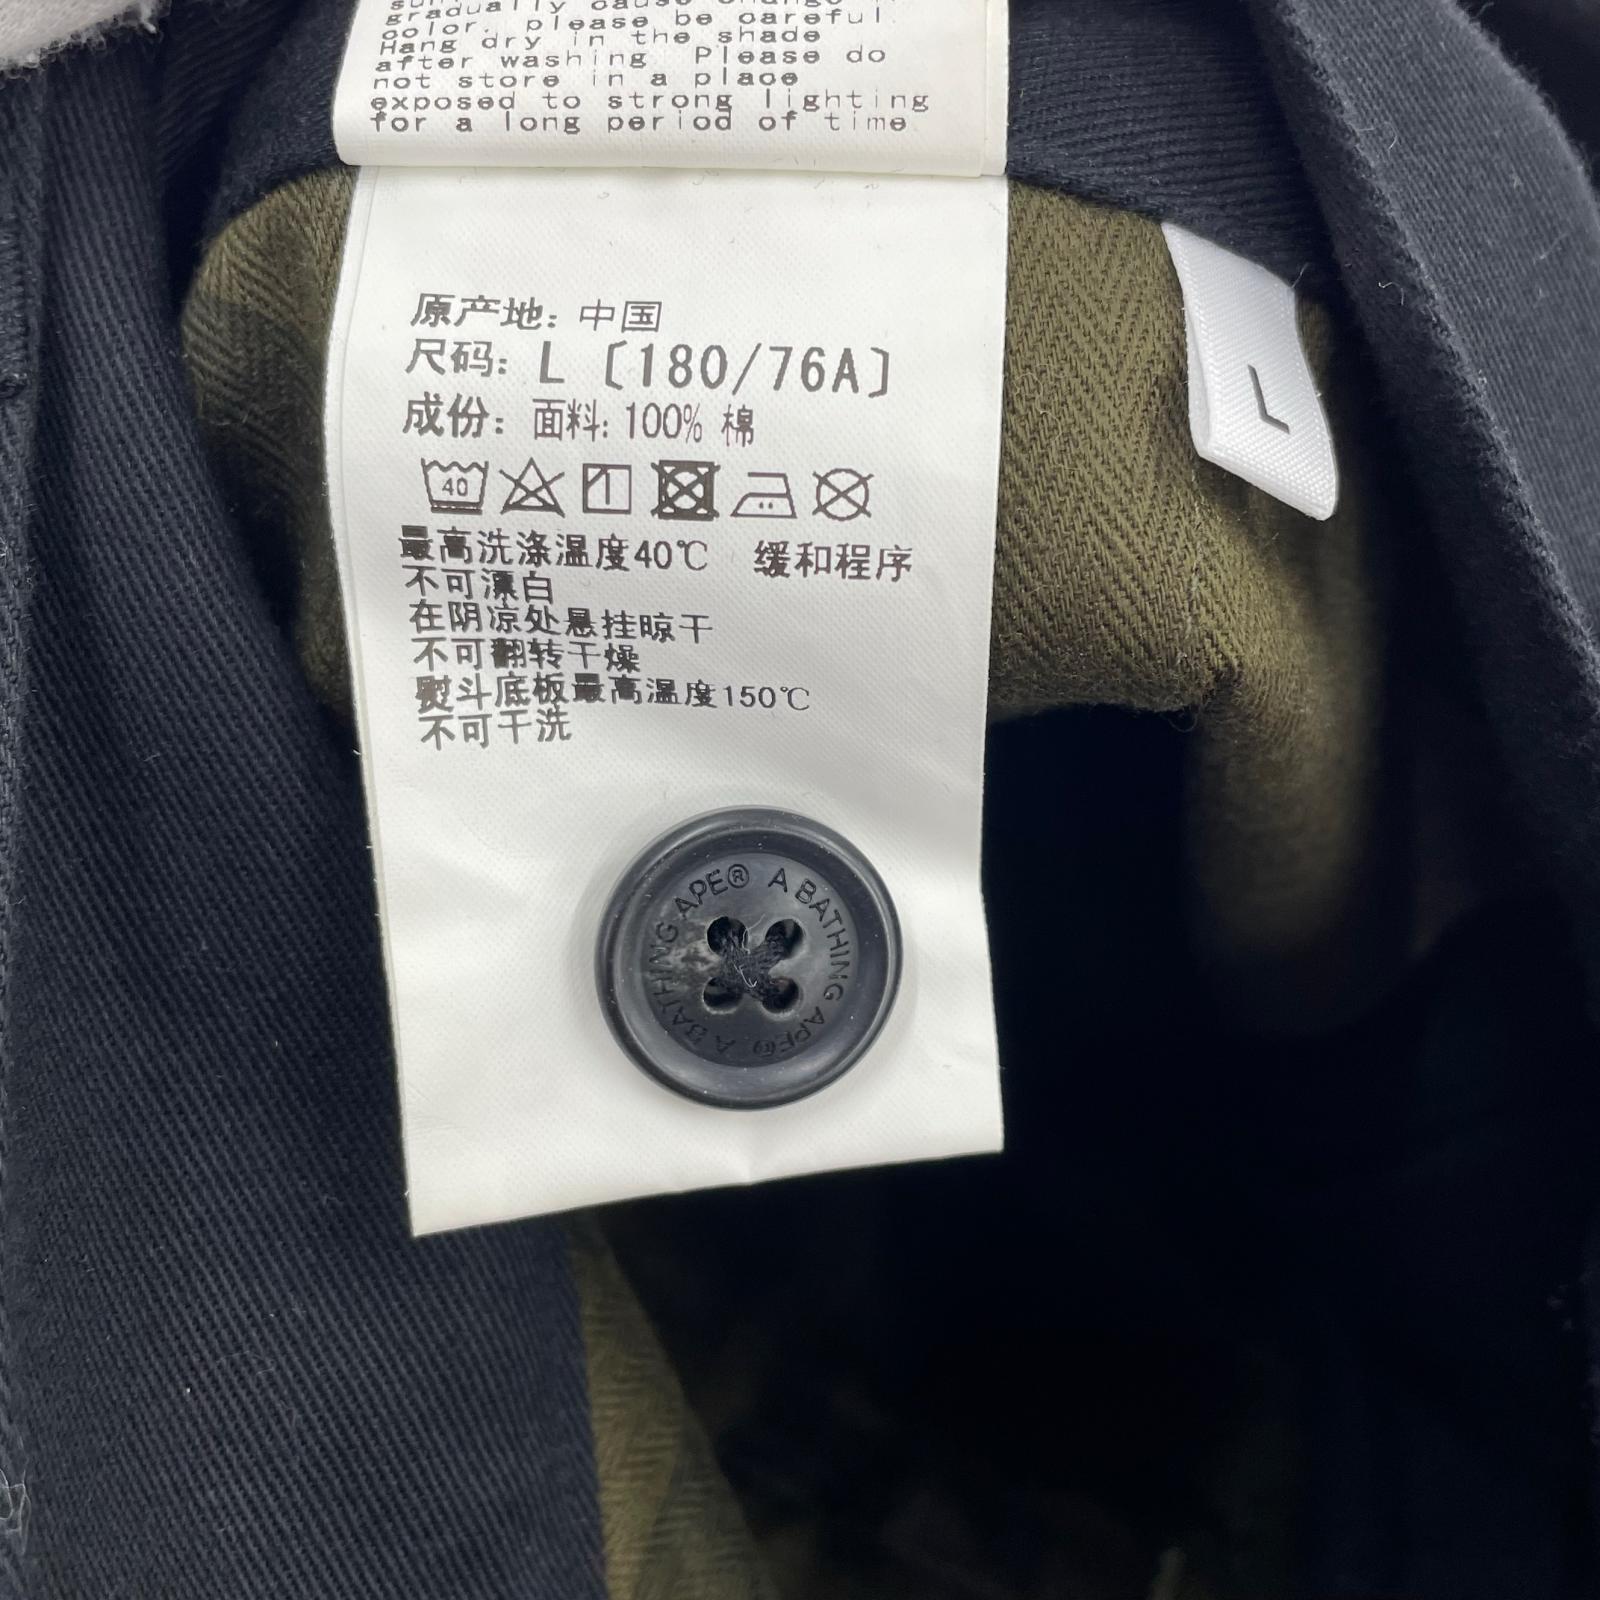 gradually cause change in
color, please be careful.
Hang dry in the shade
after washing. Please do
not store in a place
exposed to strong lighting
for a long period of time.
原产地: 中国
尺码: L 〔180/76A〕
成份: 面料: 100% 棉
40
最高洗涤温度40℃ 缓和程序
不可漂白
在阴凉处悬挂晾干
不可翻转干燥
熨斗底板最高温度150℃
不可干洗
L
A BATHING APE® A BATHING APE®